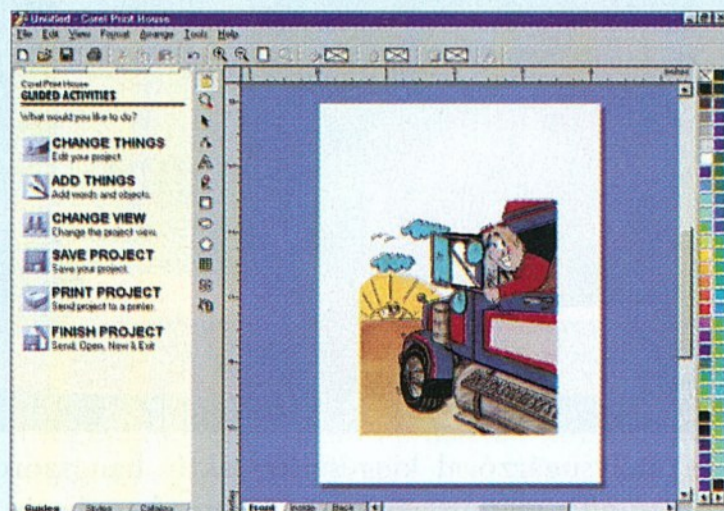 Untitled - Corel Print House
File Edit View Format Arrange Tools Help
Corel Print House
GUIDED ACTIVITIES
What would you like to do?
CHANGE THINGS
Edit your project
ADD THINGS
Add words and objects.
CHANGE VIEW
Change the project view.
SAVE PROJECT
Save your project.
PRINT PROJECT
Send project to a printer.
FINISH PROJECT
Send, Open, New & Exit
Guides Styles Catalog
Front Inside Back